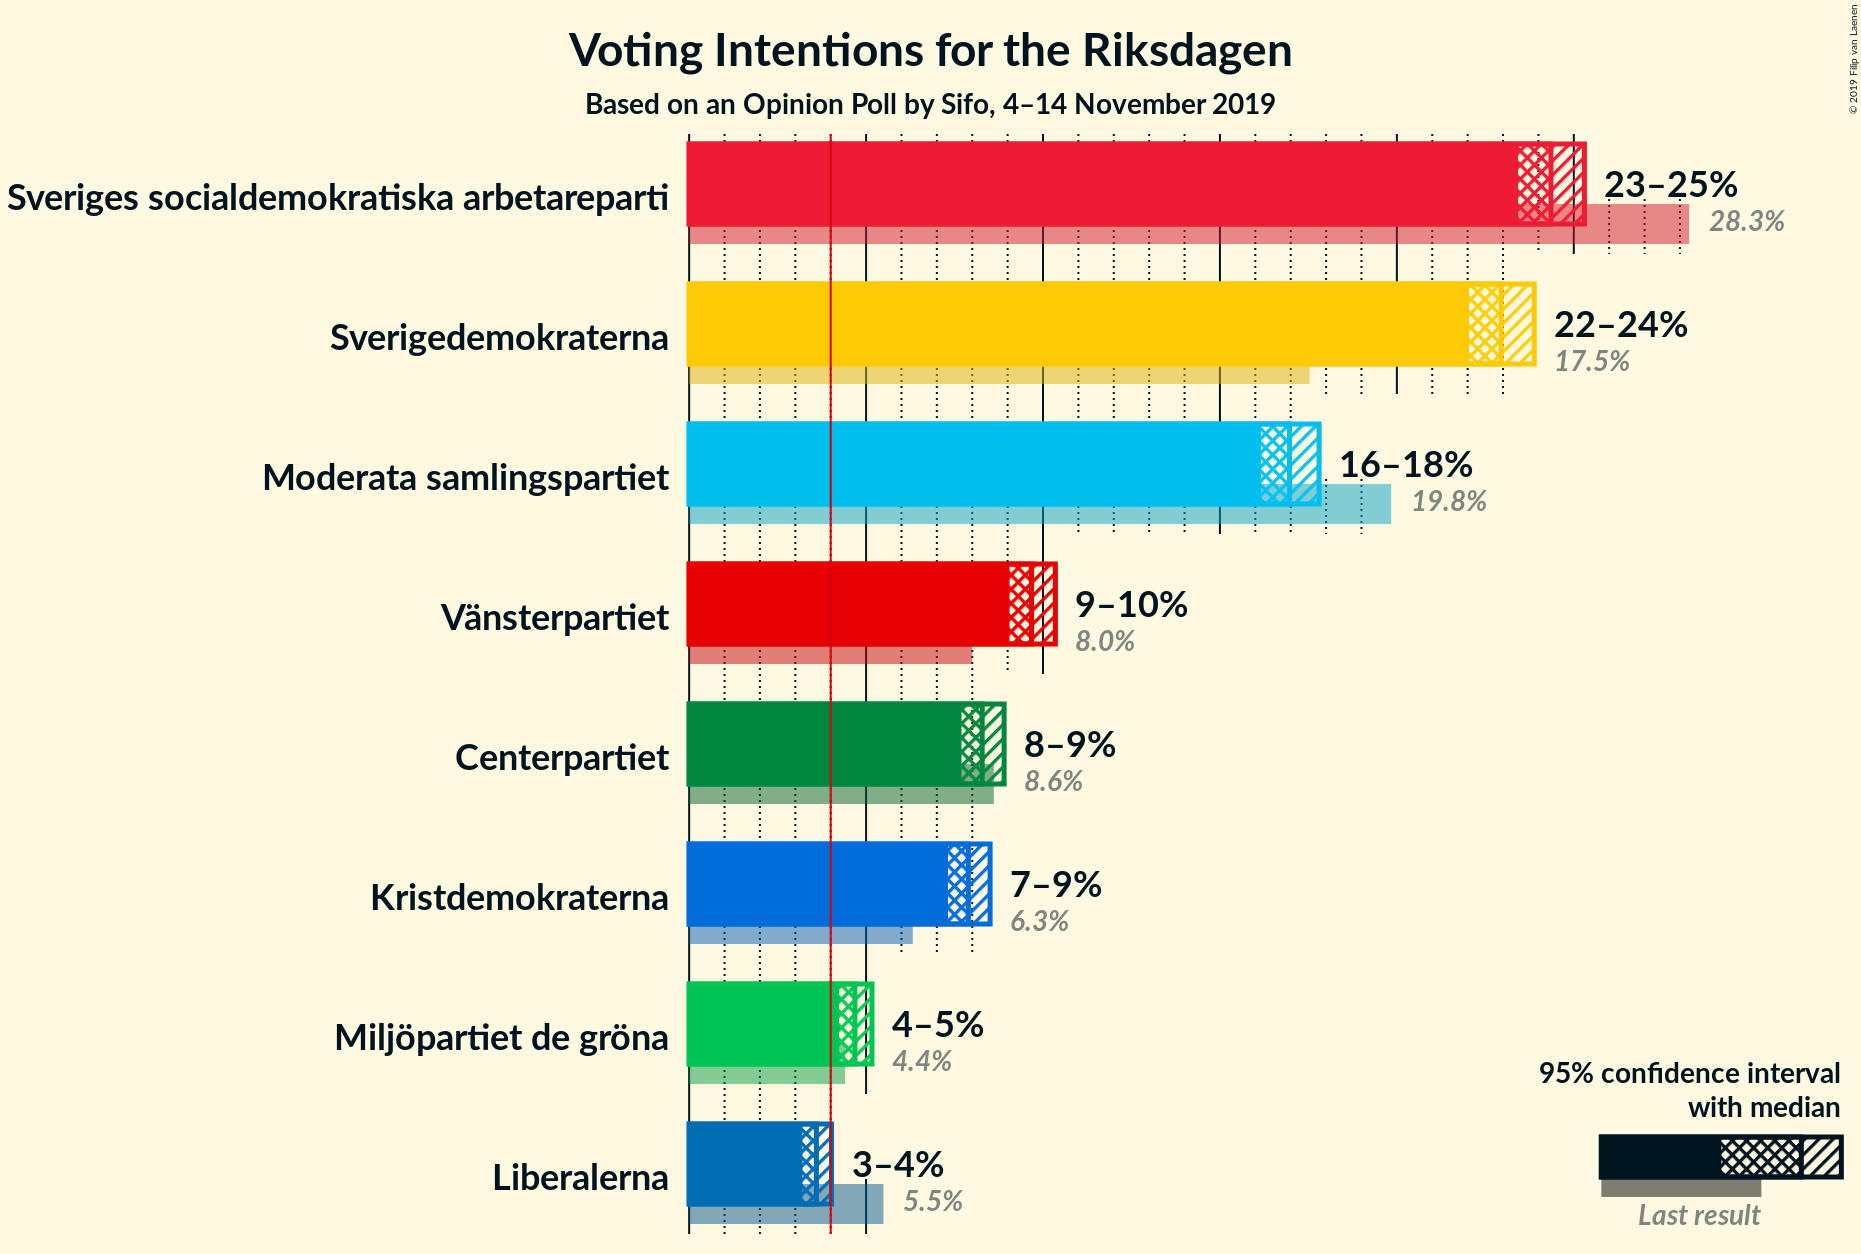 Voting Intentions for the Riksdagen
Based on an Opinion Poll by Sifo, 4–14 November 2019
© 2019 Filip van Laenen
Sveriges socialdemokratiska arbetareparti
23–25%
28.3%
Sverigedemokraterna
22–24%
17.5%
Moderata samlingspartiet
16–18%
19.8%
Vänsterpartiet
9–10%
8.0%
Centerpartiet
8–9%
8.6%
Kristdemokraterna
7–9%
6.3%
Miljöpartiet de gröna
4–5%
4.4%
Liberalerna
3–4%
5.5%
95% confidence interval
with median
Last result